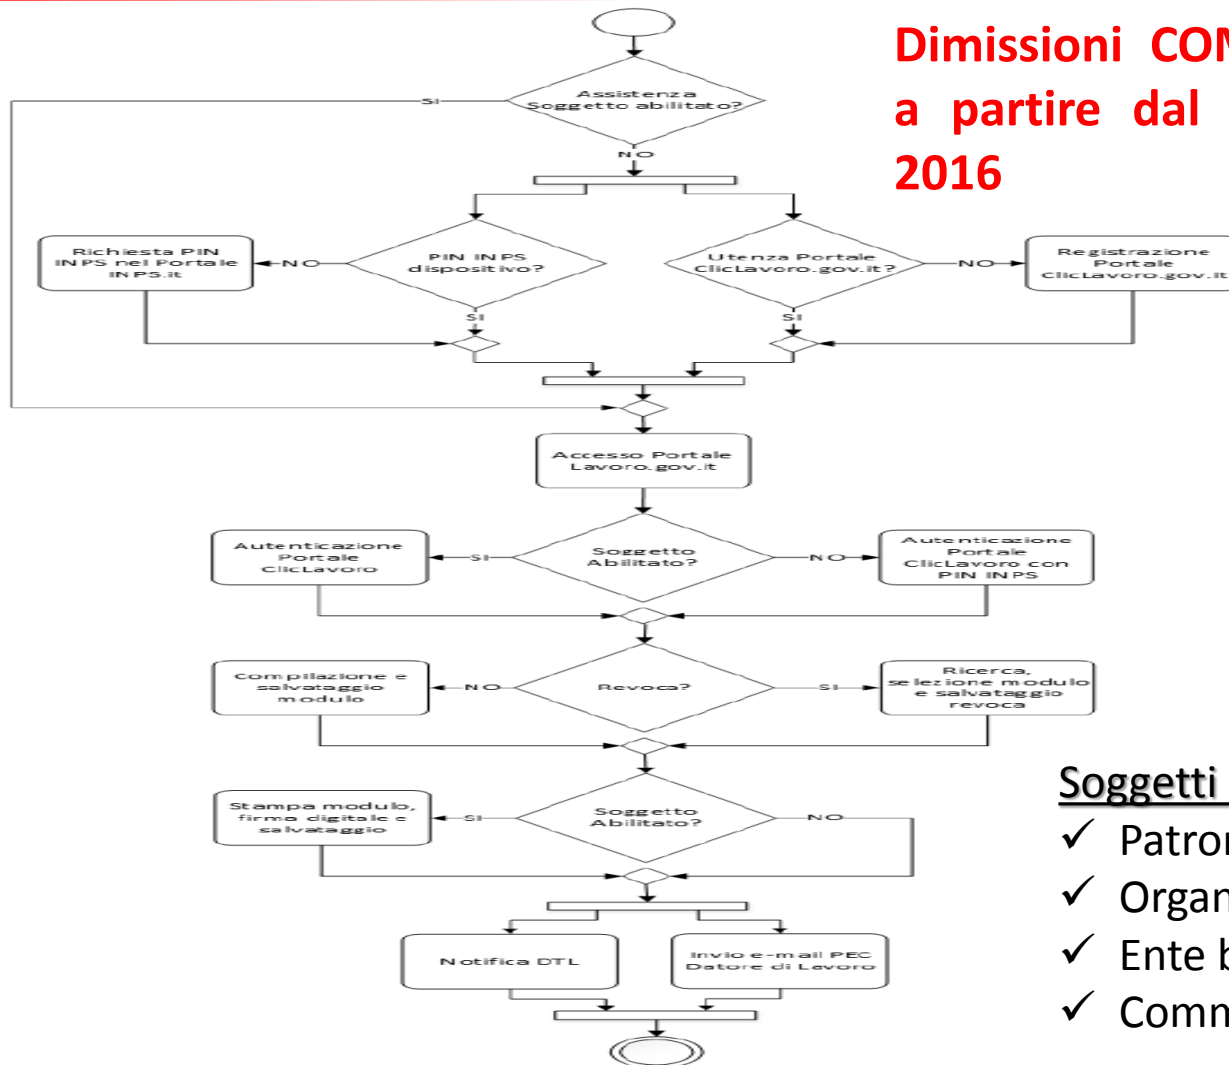 Dimissioni
a partire dal
2016
Assistenza
Soggetto abilitato?
SI
NO
Richiesta PIN
INPS nel Portale
INPS.it
NO
PIN INPS
dispositivo?
SI
Utenza Portale
ClicLavoro.gov.it?
NO
SI
Registrazione
Portale
ClicLavoro.gov.it
Accesso Portale
Lavoro.gov.it
Autenticazione
Portale
ClicLavoro
SI
Soggetto
Abilitato?
NO
Autenticazione
Portale
ClicLavoro con
PIN INPS
Compilazione e
salvataggio
modulo
NO
Revoca?
SI
Ricerca,
selezione modulo
e salvataggio
revoca
Stampa modulo,
firma digitale e
salvataggio
SI
Soggetto
Abilitato?
NO
Notifica DTL
Invio e-mail PEC
Datore di Lavoro
Soggetti
✓ Patro
✓ Organ
✓ Ente b
✓ Comm